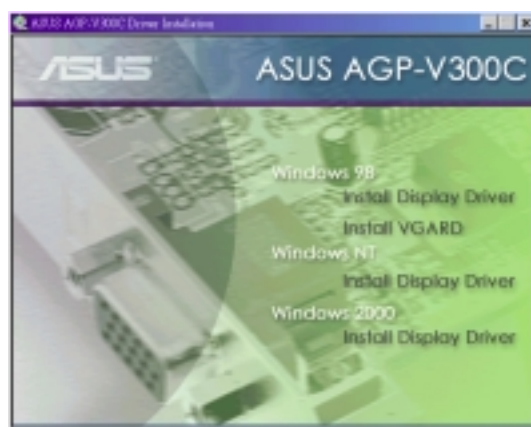 ASUS AGP-V300C Driver Installation
ASUS
ASUS AGP-V300C
Windows 98
Install Display Driver
Install VGARD
Windows NT
Install Display Driver
Windows 2000
Install Display Driver